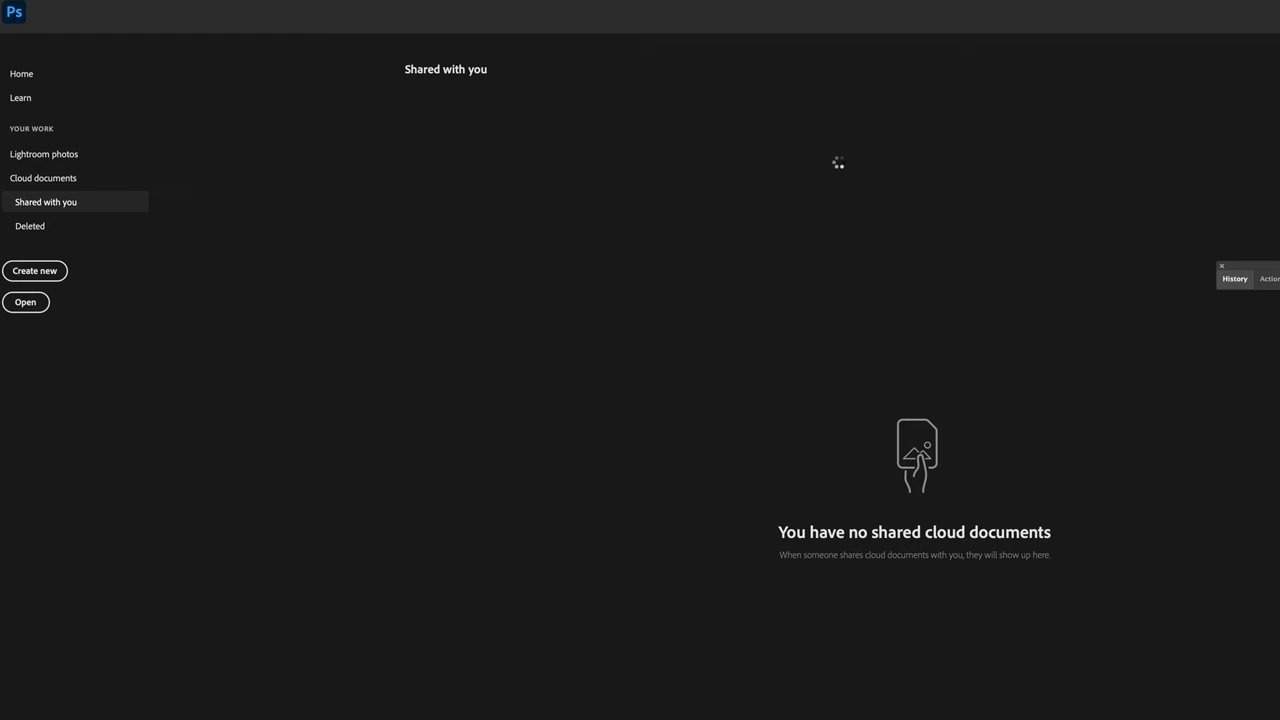 Ps
Home
Learn
YOUR WORK
Lightroom photos
Cloud documents
Shared with you
Deleted
Create new
Open
Shared with you
History
You have no shared cloud documents
When someone shares cloud documents with you, they will show up here.